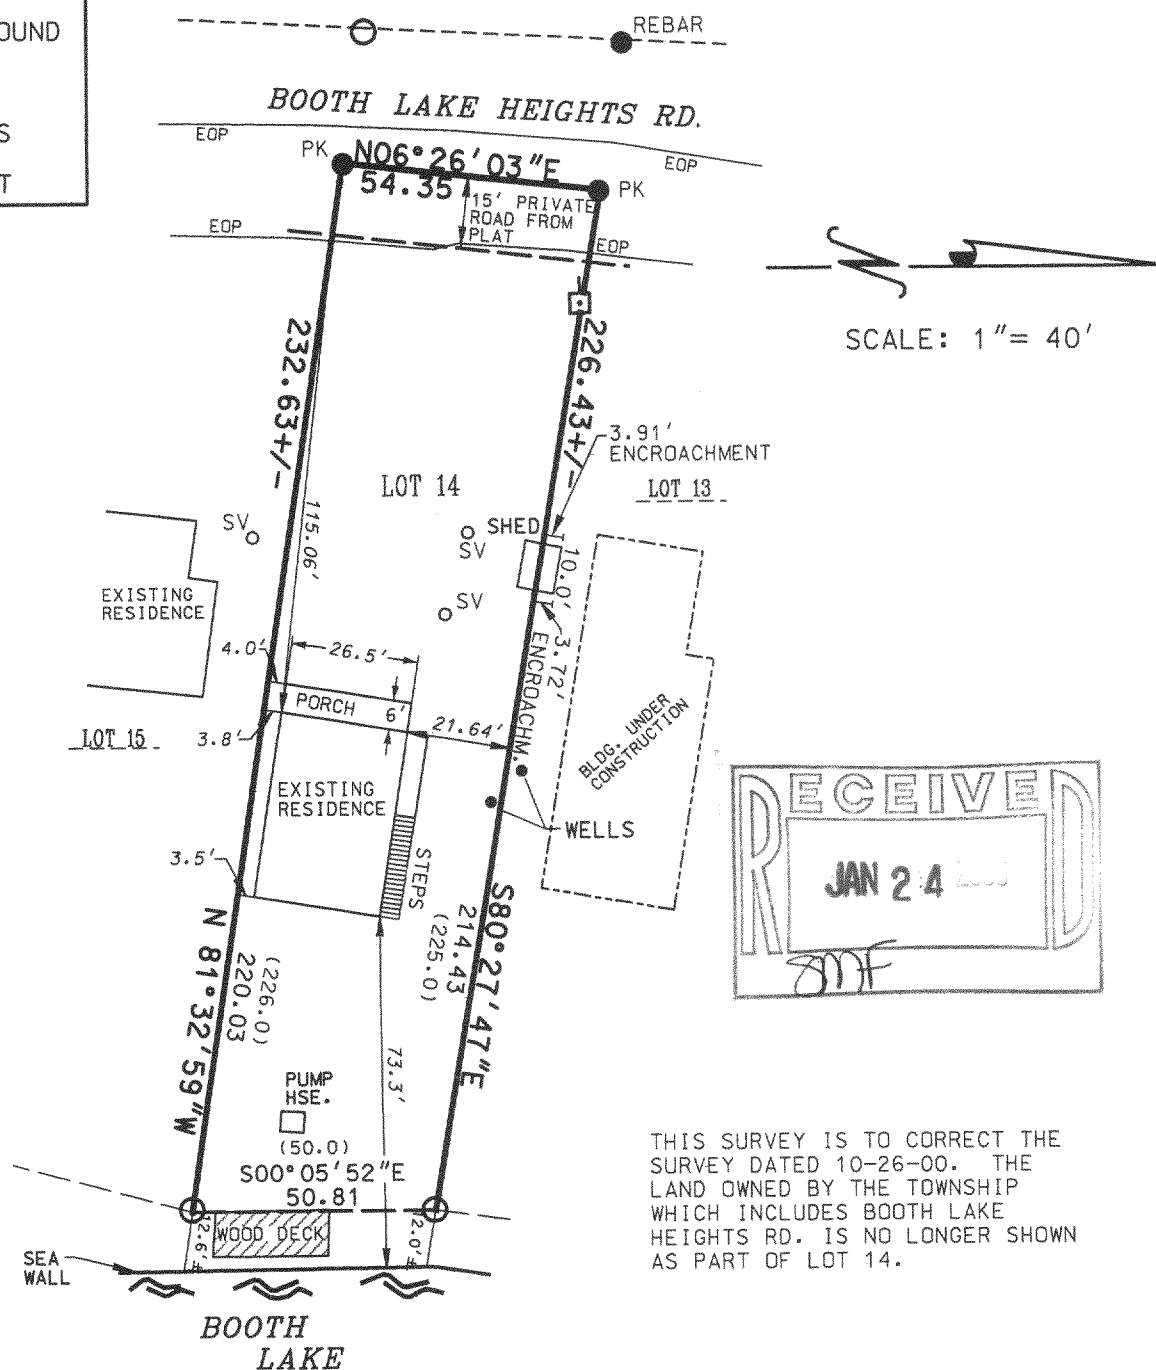 OUND
S
T
REBAR
BOOTH LAKE HEIGHTS RD.
EOP
PK
N06°26'03"E
54.35
EOP
PK
15' PRIVATE
ROAD FROM
PLAT
EOP
EOP
SCALE: 1"= 40'
232.63+/-
226.43+/-
3.91'
ENCROACHMENT
LOT 14
LOT 13
115.06'
SV
SHED
SV
10.0'
SV
3.72'
ENCROACHM.
EXISTING
RESIDENCE
4.0'
26.5'
PORCH
6'
21.64'
LOT 15
3.8'
BLDG. UNDER
CONSTRUCTION
EXISTING
RESIDENCE
WELLS
3.5'
STEPS
RECEIVED
JAN 24
SMF
S80°27'47"E
214.43
(225.0)
N 81°32'59"W
220.03
(226.0)
73.3'
PUMP
HSE.
(50.0)
S00°05'52"E
50.81
12.6'±
WOOD DECK
12.0'±
SEA
WALL
BOOTH
LAKE
THIS SURVEY IS TO CORRECT THE
SURVEY DATED 10-26-00. THE
LAND OWNED BY THE TOWNSHIP
WHICH INCLUDES BOOTH LAKE
HEIGHTS RD. IS NO LONGER SHOWN
AS PART OF LOT 14.